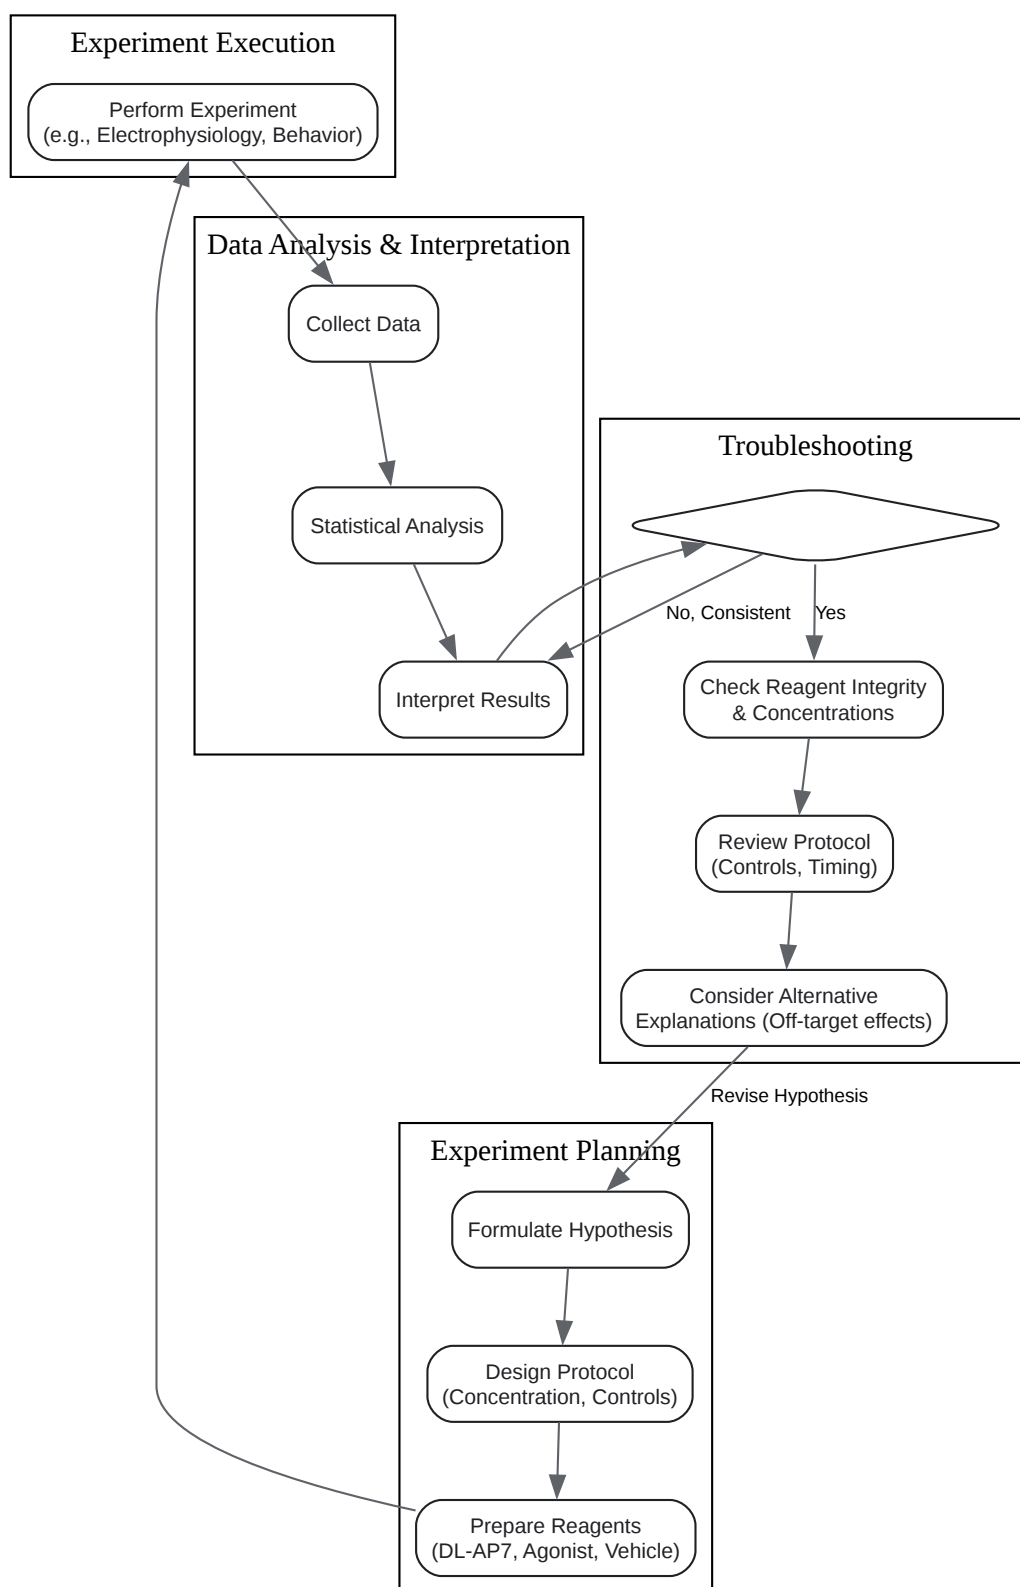 Experiment Execution
Perform Experiment
(e.g., Electrophysiology, Behavior)
Data Analysis & Interpretation
Collect Data
Statistical Analysis
Interpret Results
Troubleshooting
No, Consistent
Yes
Check Reagent Integrity
& Concentrations
Review Protocol
(Controls, Timing)
Consider Alternative
Explanations (Off-target effects)
Revise Hypothesis
Experiment Planning
Formulate Hypothesis
Design Protocol
(Concentration, Controls)
Prepare Reagents
(DL-AP7, Agonist, Vehicle)